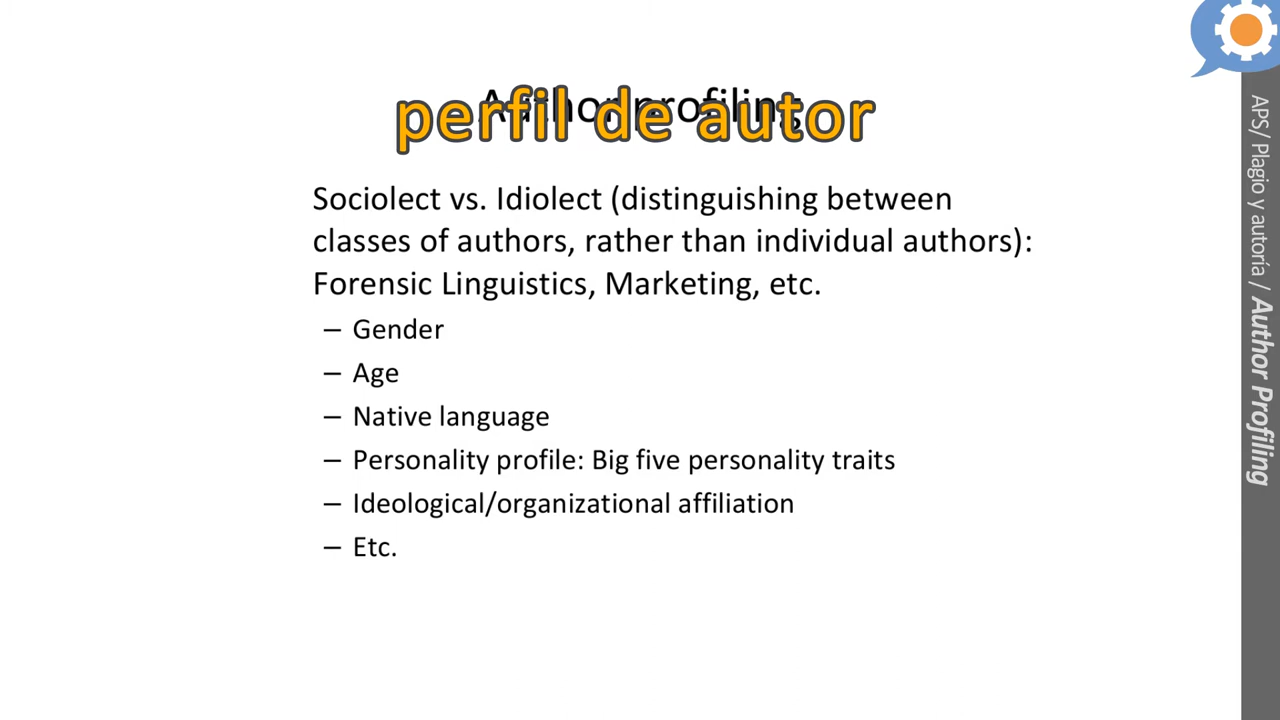 Author profiling
perfil de autor
Sociolect vs. Idiolect (distinguishing between
classes of authors, rather than individual authors):
Forensic Linguistics, Marketing, etc.
– Gender
– Age
– Native language
– Personality profile: Big five personality traits
– Ideological/organizational affiliation
– Etc.
APS/ Plagio y autoría / Author Profiling